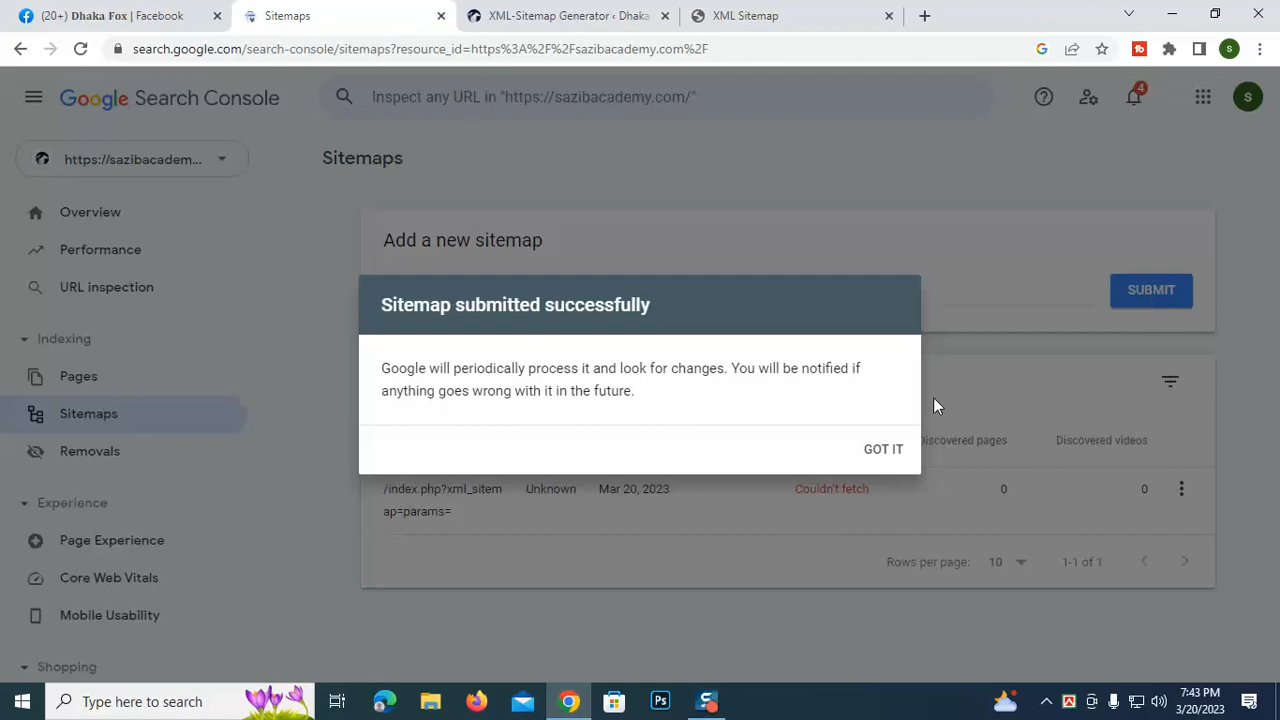 (20+) Dhaka Fox | Facebook
Sitemaps
XML-Sitemap Generator ‹ Dhaka
XML Sitemap
search.google.com/search-console/sitemaps?resource_id=https%3A%2F%2Fsazibacademy.com%2F
Google Search Console
Inspect any URL in "https://sazibacademy.com/"
4
S
https://sazibacadem...
Sitemaps
Overview
Performance
URL inspection
Indexing
Pages
Sitemaps
Removals
Experience
Page Experience
Core Web Vitals
Mobile Usability
Shopping
Add a new sitemap
SUBMIT
Sitemap submitted successfully
Google will periodically process it and look for changes. You will be notified if
anything goes wrong with it in the future.
GOT IT
Discovered pages
Discovered videos
/index.php?xml_sitem
ap=params=
Unknown
Mar 20, 2023
Couldn't fetch
0
0
Rows per page:
10
1-1 of 1
Type here to search
Ps
7:43 PM
3/20/2023